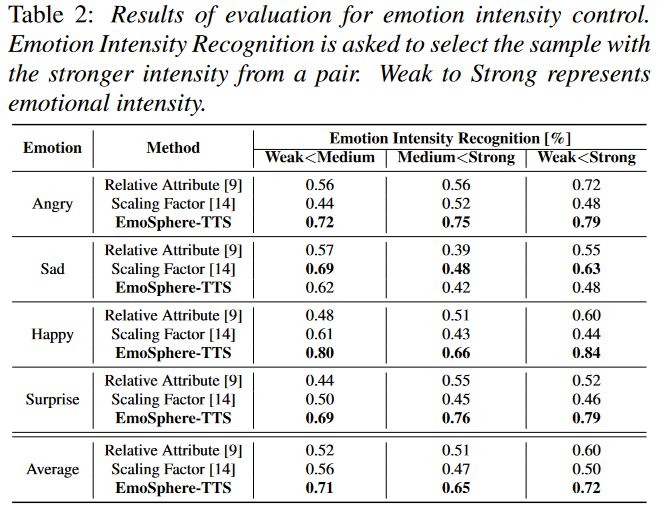 Table 2: Results of evaluation for emotion intensity control.
Emotion Intensity Recognition is asked to select the sample with
the stronger intensity from a pair. Weak to Strong represents
emotional intensity.
Emotion Method Emotion Intensity Recognition [%]
Weak<Medium Medium<Strong Weak<Strong
Angry
Relative Attribute [9] 0.56 0.56 0.72
Scaling Factor [14] 0.44 0.52 0.48
EmoSphere-TTS 0.72 0.75 0.79
Sad
Relative Attribute [9] 0.57 0.39 0.55
Scaling Factor [14] 0.69 0.48 0.63
EmoSphere-TTS 0.62 0.42 0.48
Happy
Relative Attribute [9] 0.48 0.51 0.60
Scaling Factor [14] 0.61 0.43 0.44
EmoSphere-TTS 0.80 0.66 0.84
Surprise
Relative Attribute [9] 0.44 0.55 0.52
Scaling Factor [14] 0.50 0.45 0.46
EmoSphere-TTS 0.69 0.76 0.79
Average
Relative Attribute [9] 0.52 0.51 0.60
Scaling Factor [14] 0.56 0.47 0.50
EmoSphere-TTS 0.71 0.65 0.72